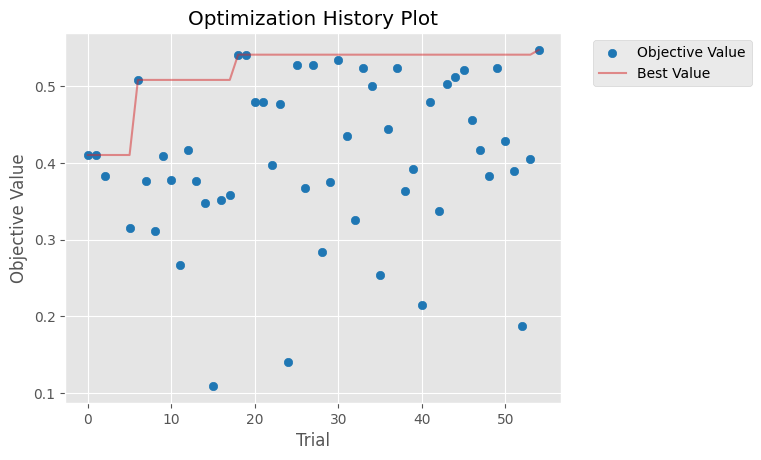 Optimization History Plot
Objective Value
Best Value
Objective Value
0.5
0.4
0.3
0.2
0.1
0
10
20
30
40
50
Trial